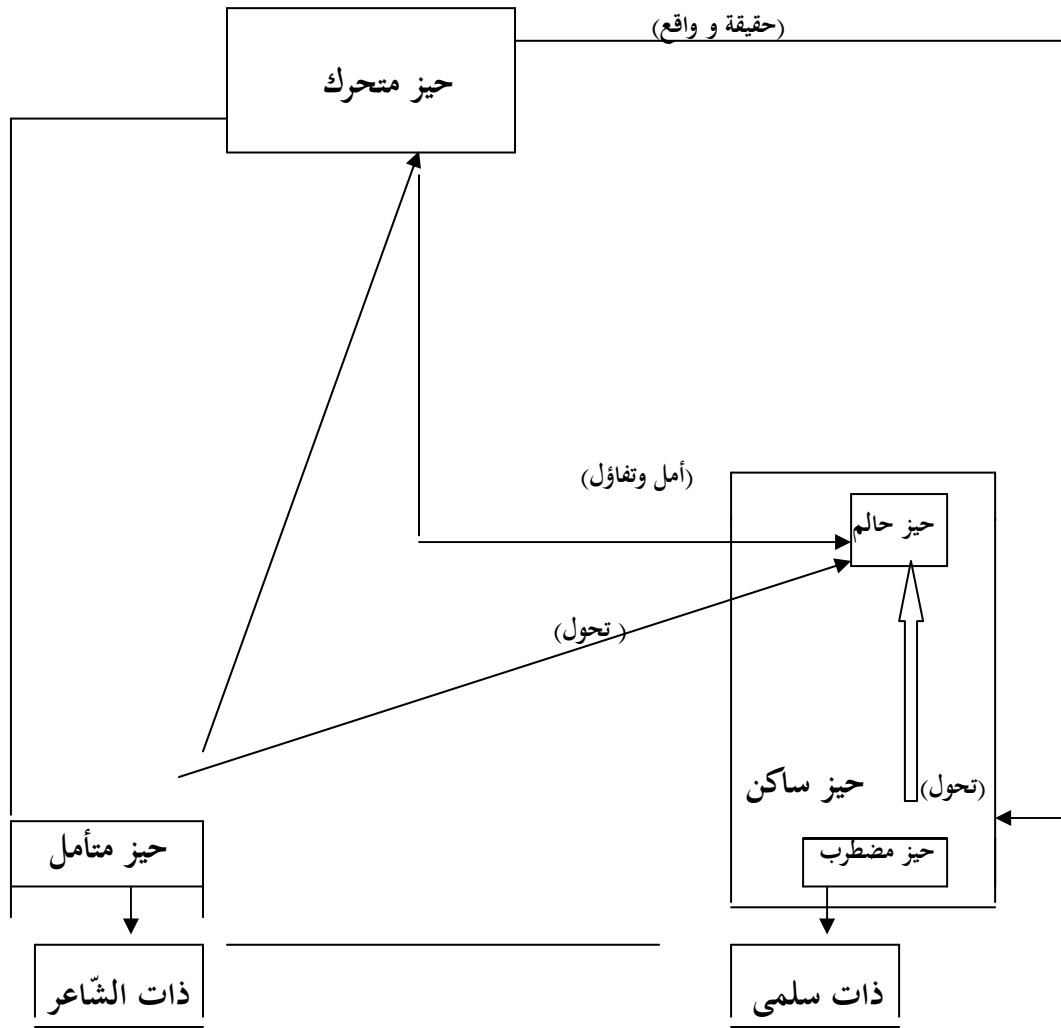 (حقيقة و واقع)
حيز متحرك
(أمل وتفاؤل)
حيز حالم
(تحول)
حيز ساكن
(تحول)
حيز متأمل
حيز مضطرب
ذات الشّاعر
ذات سلمى